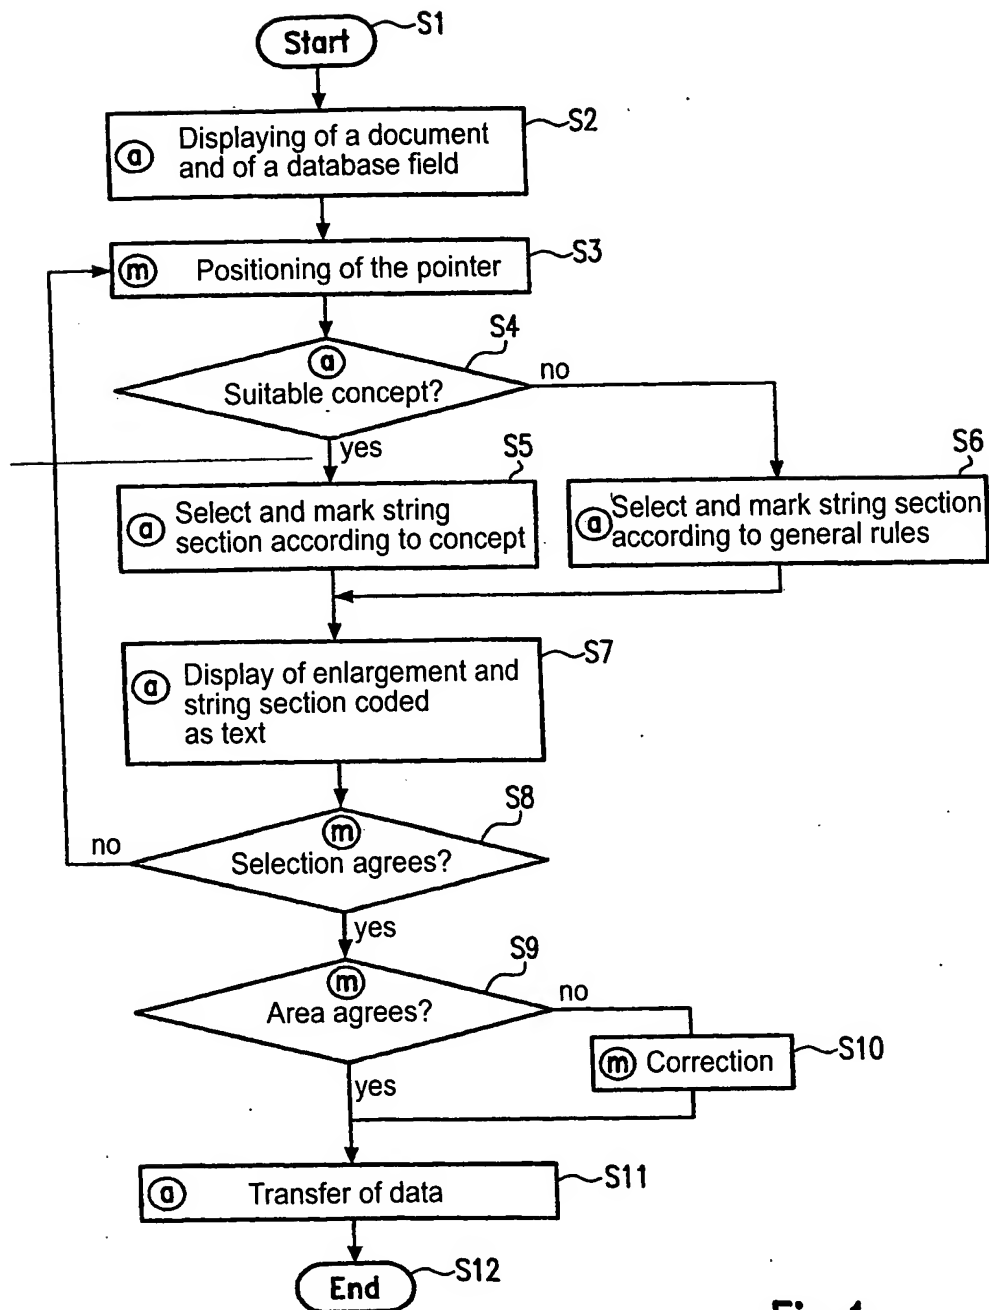 Start
S1
S2
a
Displaying of a document
and of a database field
S3
m
Positioning of the pointer
S4
a
Suitable concept?
no
yes
S5
a
Select and mark string
section according to concept
S6
a
Select and mark string section
according to general rules
S7
a
Display of enlargement and
string section coded
as text
S8
m
Selection agrees?
no
yes
S9
m
Area agrees?
no
yes
m
Correction
S10
a
Transfer of data
S11
End
S12